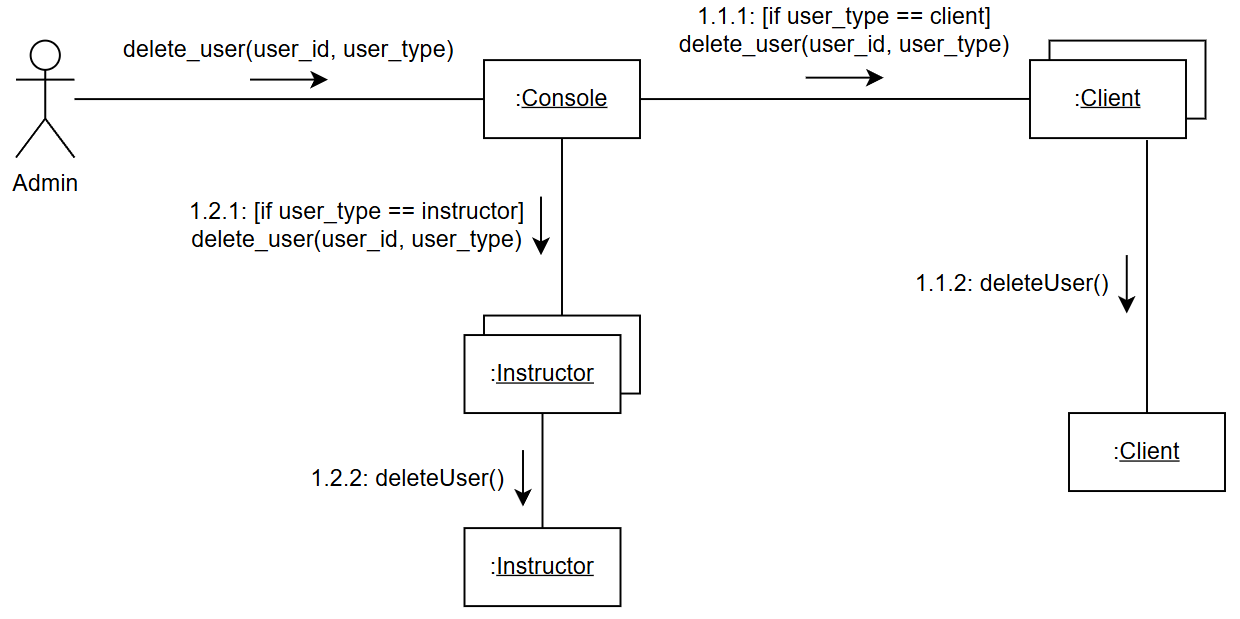 1.1.1: [if user_type == client]
delete_user(user_id, user_type)
delete_user(user_id, user_type)
:Console
:Client
Admin
1.2.1: [if user_type == instructor]
delete_user(user_id, user_type)
1.1.2: deleteUser()
:Instructor
:Client
1.2.2: deleteUser()
:Instructor